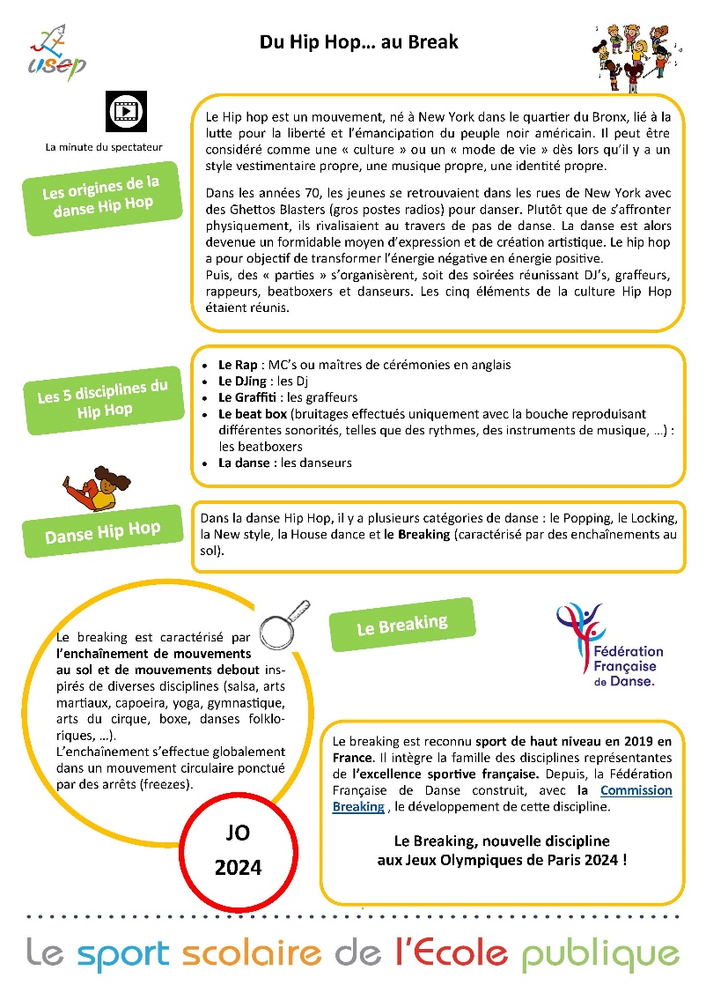 usep
Du Hip Hop… au Break
La minute du spectateur
Les origines de la
danse Hip Hop
Le Hip hop est un mouvement, né à New York dans le quartier du Bronx, lié à la
lutte pour la liberté et l’émancipation du peuple noir américain. Il peut être
considéré comme une « culture » ou un « mode de vie » dès lors qu’il y a un
style vestimentaire propre, une musique propre, une identité propre.
Dans les années 70, les jeunes se retrouvaient dans les rues de New York avec
des Ghettos Blasters (gros postes radios) pour danser. Plutôt que de s’affronter
physiquement, ils rivalisaient au travers de pas de danse. La danse est alors
devenue un formidable moyen d’expression et de création artistique. Le hip hop
a pour objectif de transformer l’énergie négative en énergie positive.
Puis, des « parties » s’organisèrent, soit des soirées réunissant DJ’s, graffeurs,
rappeurs, beatboxers et danseurs. Les cinq éléments de la culture Hip Hop
étaient réunis.
Les 5 disciplines du
Hip Hop
• Le Rap : MC’s ou maîtres de cérémonies en anglais
• Le DJing : les Dj
• Le Graffiti : les graffeurs
• Le beat box (bruitages effectués uniquement avec la bouche reproduisant
différentes sonorités, telles que des rythmes, des instruments de musique, …) :
les beatboxers
• La danse : les danseurs
Danse Hip Hop
Dans la danse Hip Hop, il y a plusieurs catégories de danse : le Popping, le Locking,
la New style, la House dance et le Breaking (caractérisé par des enchaînements au
sol).
Le breaking est caractérisé par
l’enchaînement de mouvements
au sol et de mouvements debout ins-
pirés de diverses disciplines (salsa, arts
martiaux, capoeira, yoga, gymnastique,
arts du cirque, boxe, danses folklo-
riques, …).
L’enchaînement s’effectue globalement
dans un mouvement circulaire ponctué
par des arrêts (freezes).
JO
2024
Le Breaking
Fédération
Française
de Danse.
Le breaking est reconnu sport de haut niveau en 2019 en
France. Il intègre la famille des disciplines représentantes
de l’excellence sportive française. Depuis, la Fédération
Française de Danse construit, avec la Commission
Breaking , le développement de cette discipline.
Le Breaking, nouvelle discipline
aux Jeux Olympiques de Paris 2024 !
Le sport scolaire de l’Ecole publique